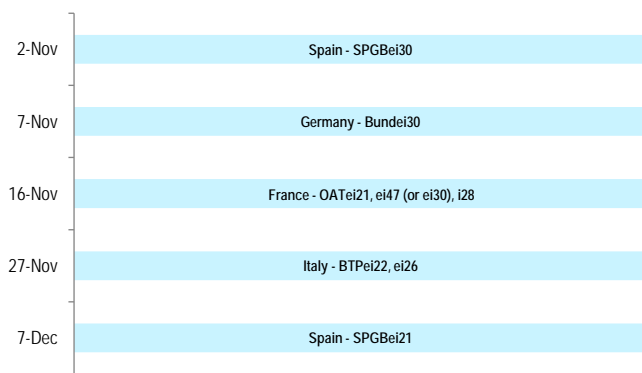 2-Nov
Spain - SPGBei30
7-Nov
Germany - Bundei30
16-Nov
France - OATei21, ei47 (or ei30), i28
27-Nov
Italy - BTPei22, ei26
7-Dec
Spain - SPGBei21